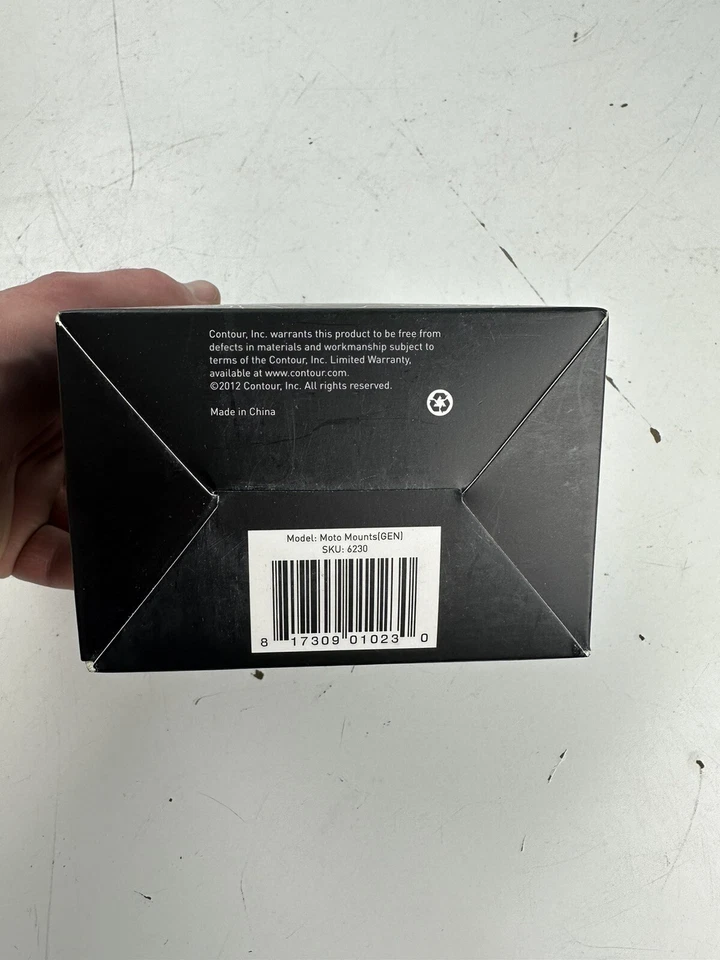 Contour, Inc. warrants this product to be free from
defects in materials and workmanship subject to
terms of the Contour, Inc. Limited Warranty,
available at www.contour.com.
©2012 Contour, Inc. All rights reserved.
Made in China
Model: Moto Mounts(GEN)
SKU: 6230
8 17309 01023 0